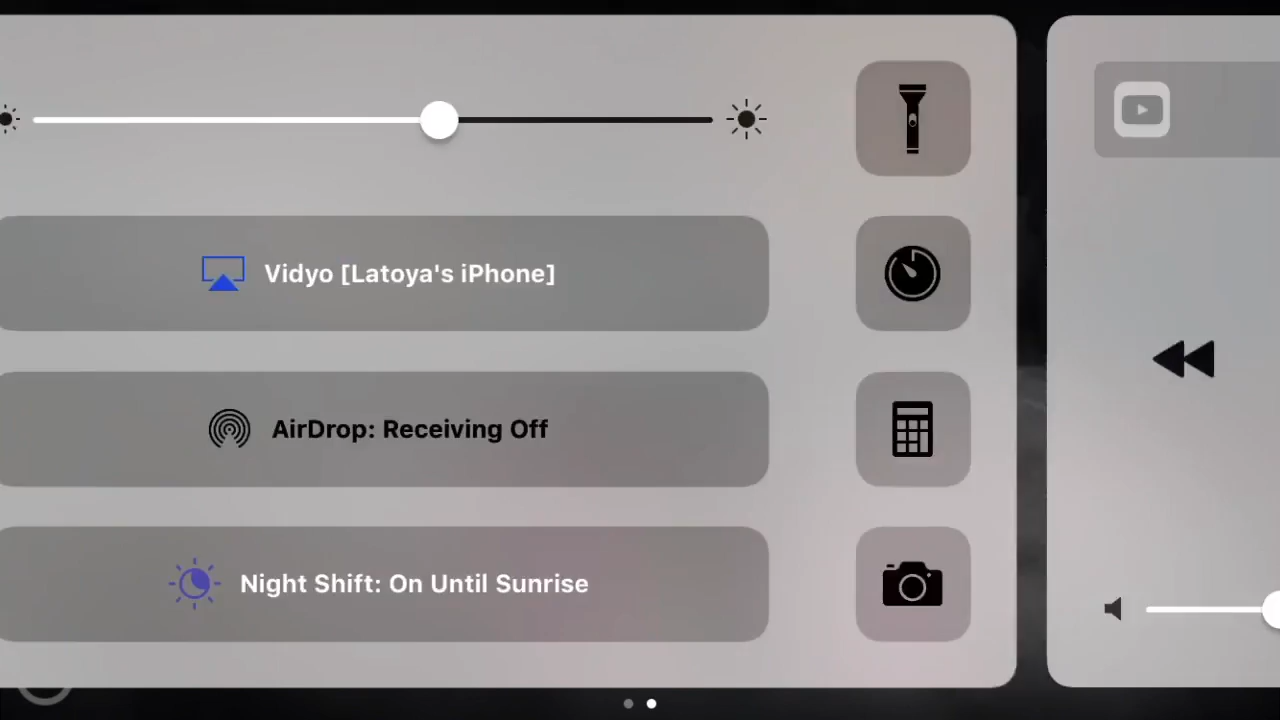 Vidyo [Latoya's iPhone]
AirDrop: Receiving Off
Night Shift: On Until Sunrise